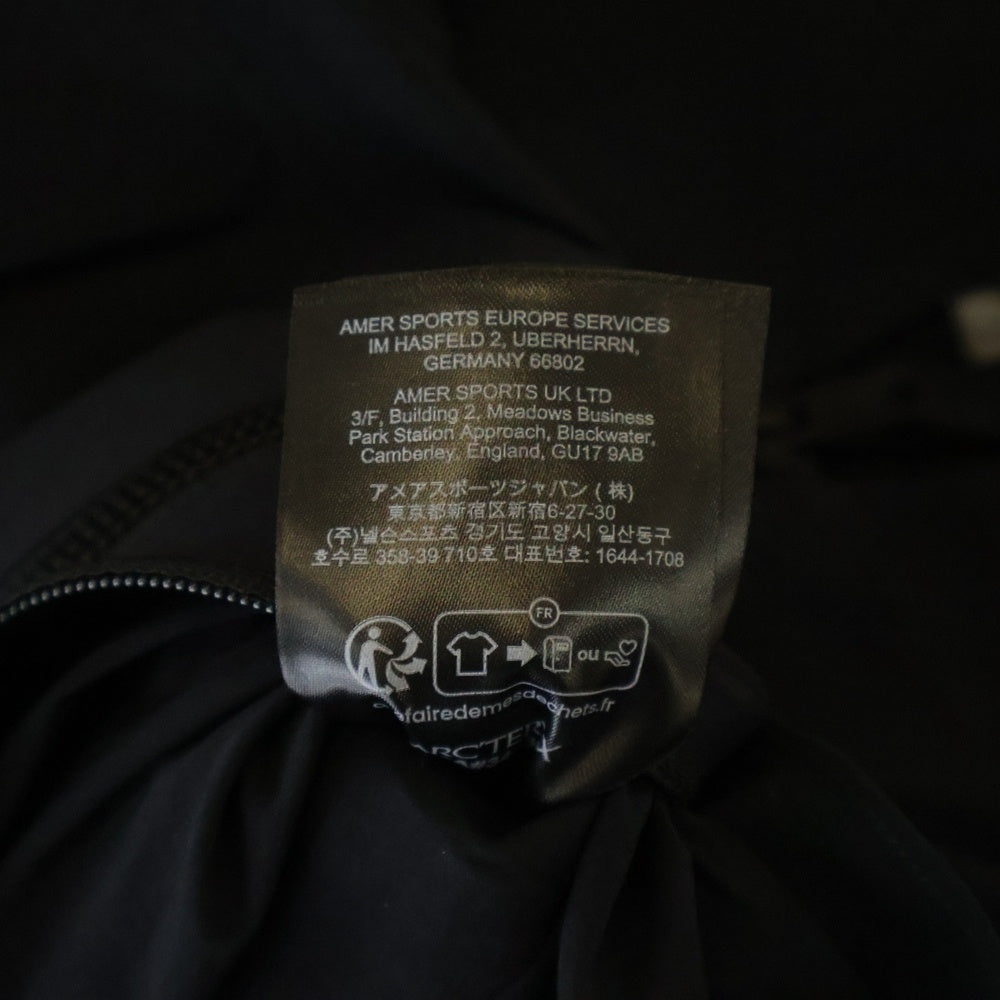 AMER SPORTS EUROPE SERVICES
IM HASFELD 2, UBERHERRN,
GERMANY 66802
AMER SPORTS UK LTD
3/F, Building 2, Meadows Business
Park Station Approach, Blackwater,
Camberley, England, GU17 9AB
アメアスポーツジャパン (株)
東京都新宿区新宿6-27-30
(주)넬슨스포츠 경기도 고양시 일산동구
호수로 358-39 710호 대표번호: 1644-1708
FR
ou
efairedemesdechets.fr
ARC'TER